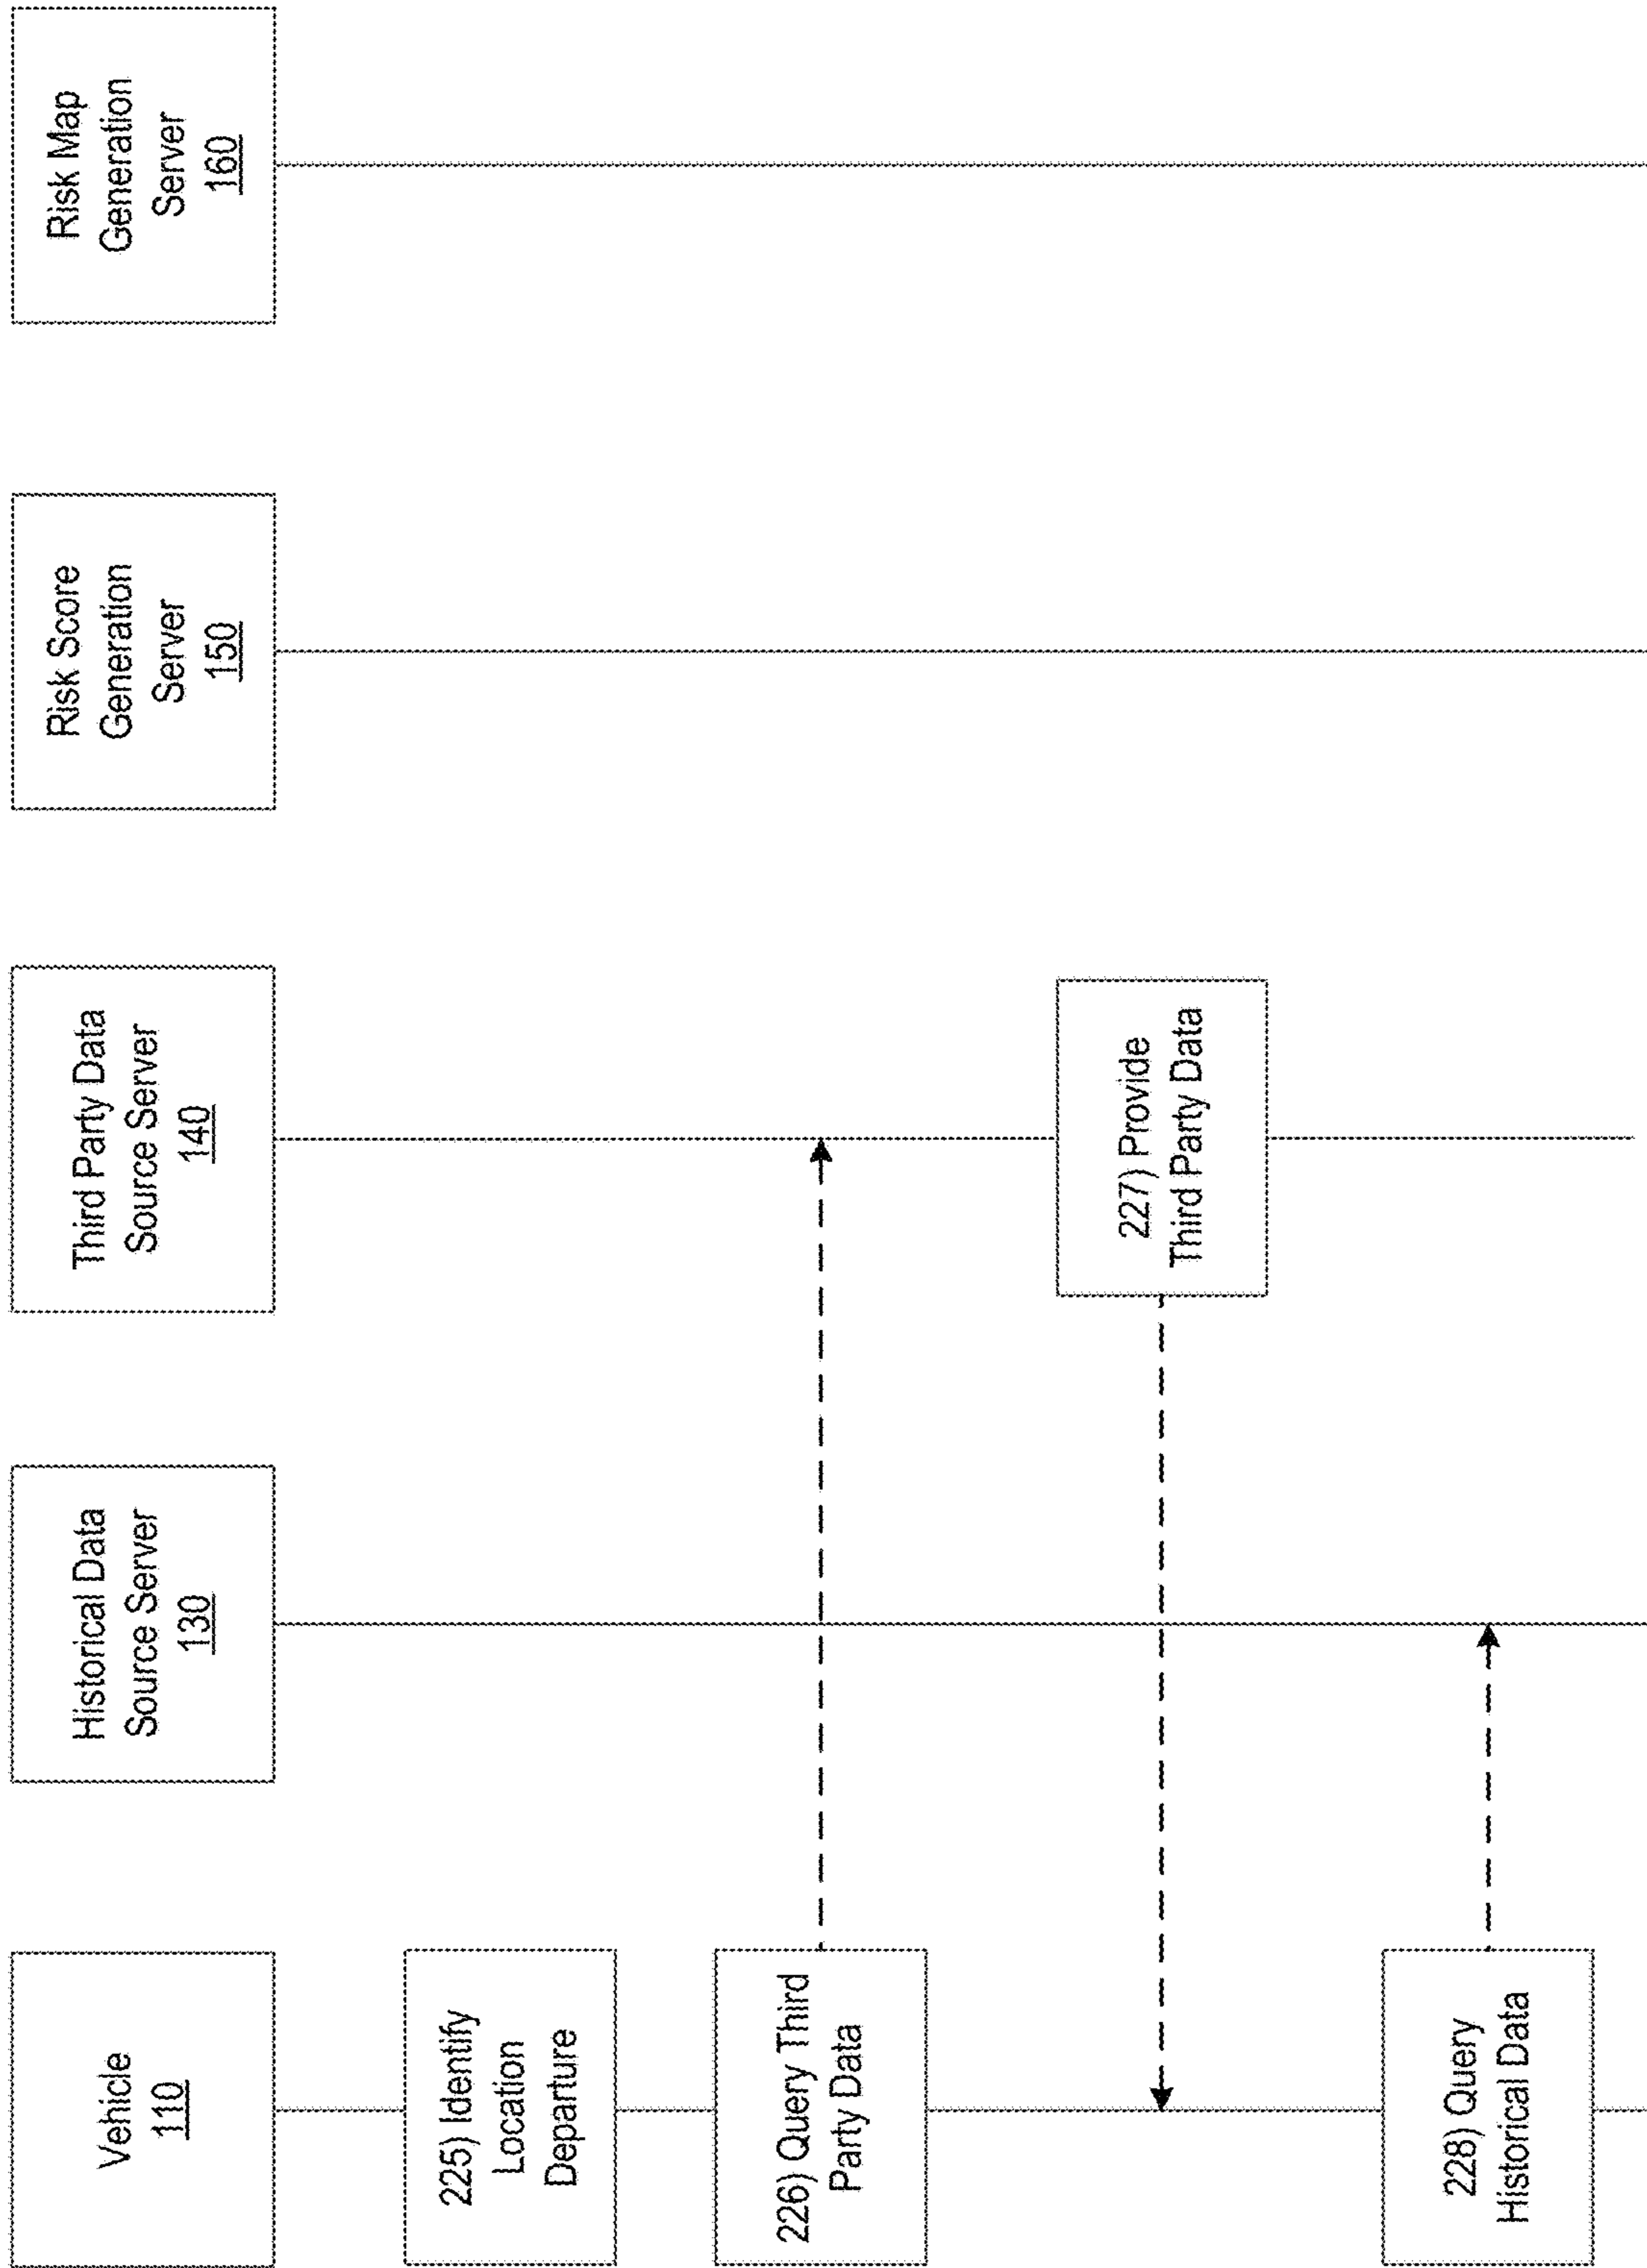 Vehicle
110
Historical Data
Source Server
130
Third Party Data
Source Server
140
Risk Score
Generation
Server
150
Risk Map
Generation
Server
160
225) Identify
Location
Departure
226) Query Third
Party Data
227) Provide
Third Party Data
228) Query
Historical Data